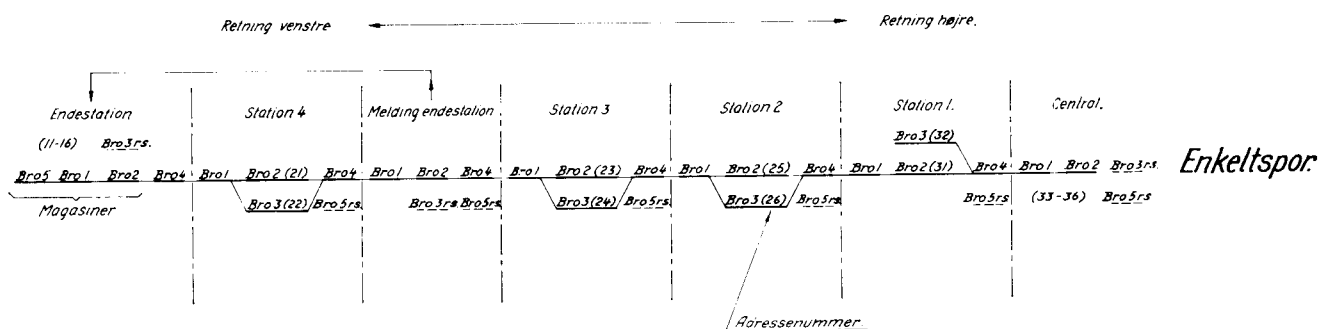 Retning venstre Retning højre.
Endestation Station 4 Melding endestation Station 3 Station 2 Station 1. Central.
(11-16) Bro3rs. Bro3(32)
Bro5 Bro1 Bro2 Bro4 Bro1 Bro2(21) Bro4 Bro1 Bro2 Bro4 Bro1 Bro2(23) Bro4 Bro1 Bro2(25) Bro4 Bro1 Bro2(31) Bro4 Bro1 Bro2 Bro3rs. Enkeltspor.
Magasiner Bro3(22) Bro5rs. Bro3rs. Bro5rs. Bro3(24) Bro5rs. Bro3(26) Bro5rs. Bro5rs (33-36) Bro5rs
Adressenummer.